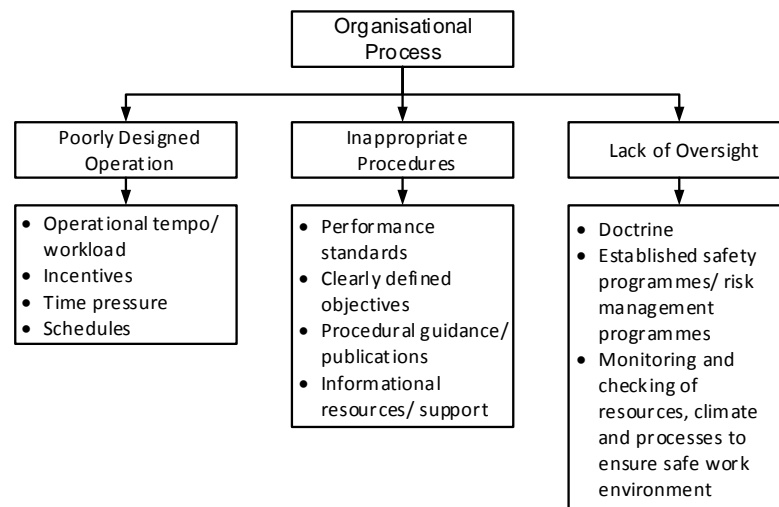 Organisational
Process
Poorly Designed
Operation
Inappropriate
Procedures
Lack of Oversight
• Operational tempo/
workload
• Incentives
• Time pressure
• Schedules
• Performance
standards
• Clearly defined
objectives
• Procedural guidance/
publications
• Informational
resources/ support
• Doctrine
• Established safety
programmes/ risk
management
programmes
• Monitoring and
checking of
resources, climate
and processes to
ensure safe work
environment